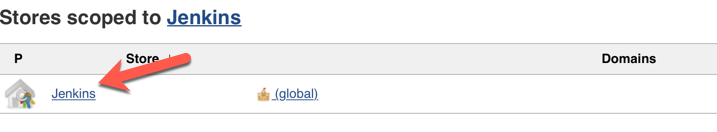 Stores scoped to Jenkins
P Store ↓ Domains
Jenkins (global)